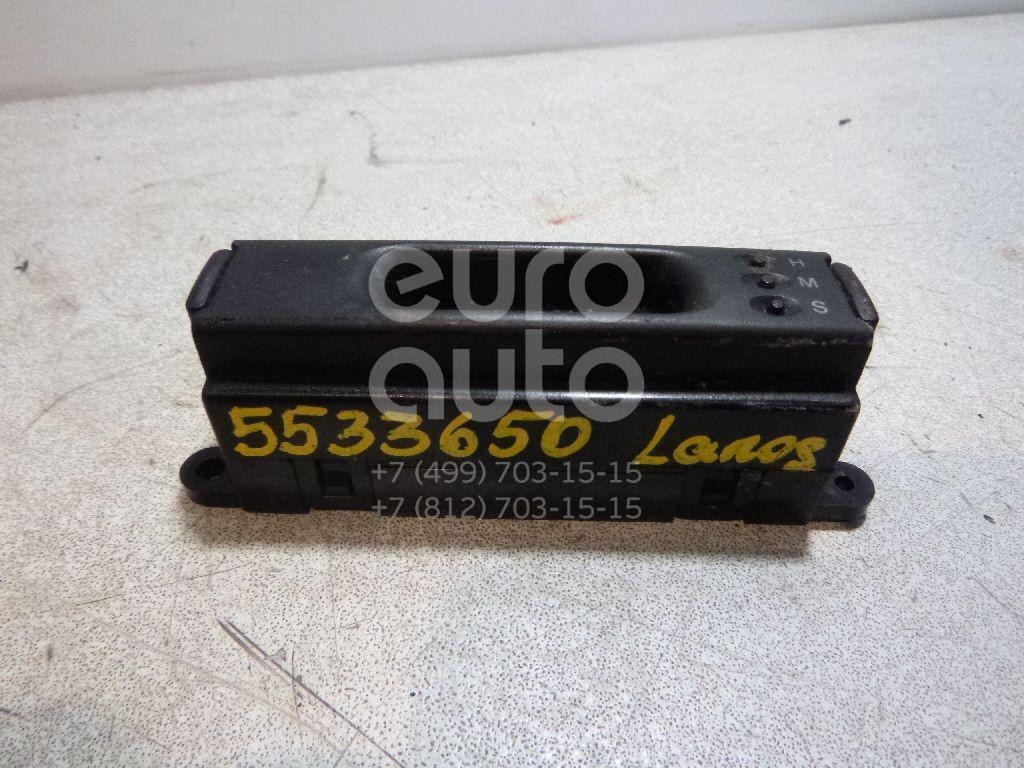 euro
auto
H
M
S
5533650 Lanos
+7 (499) 703-15-15
+7 (812) 703-15-15